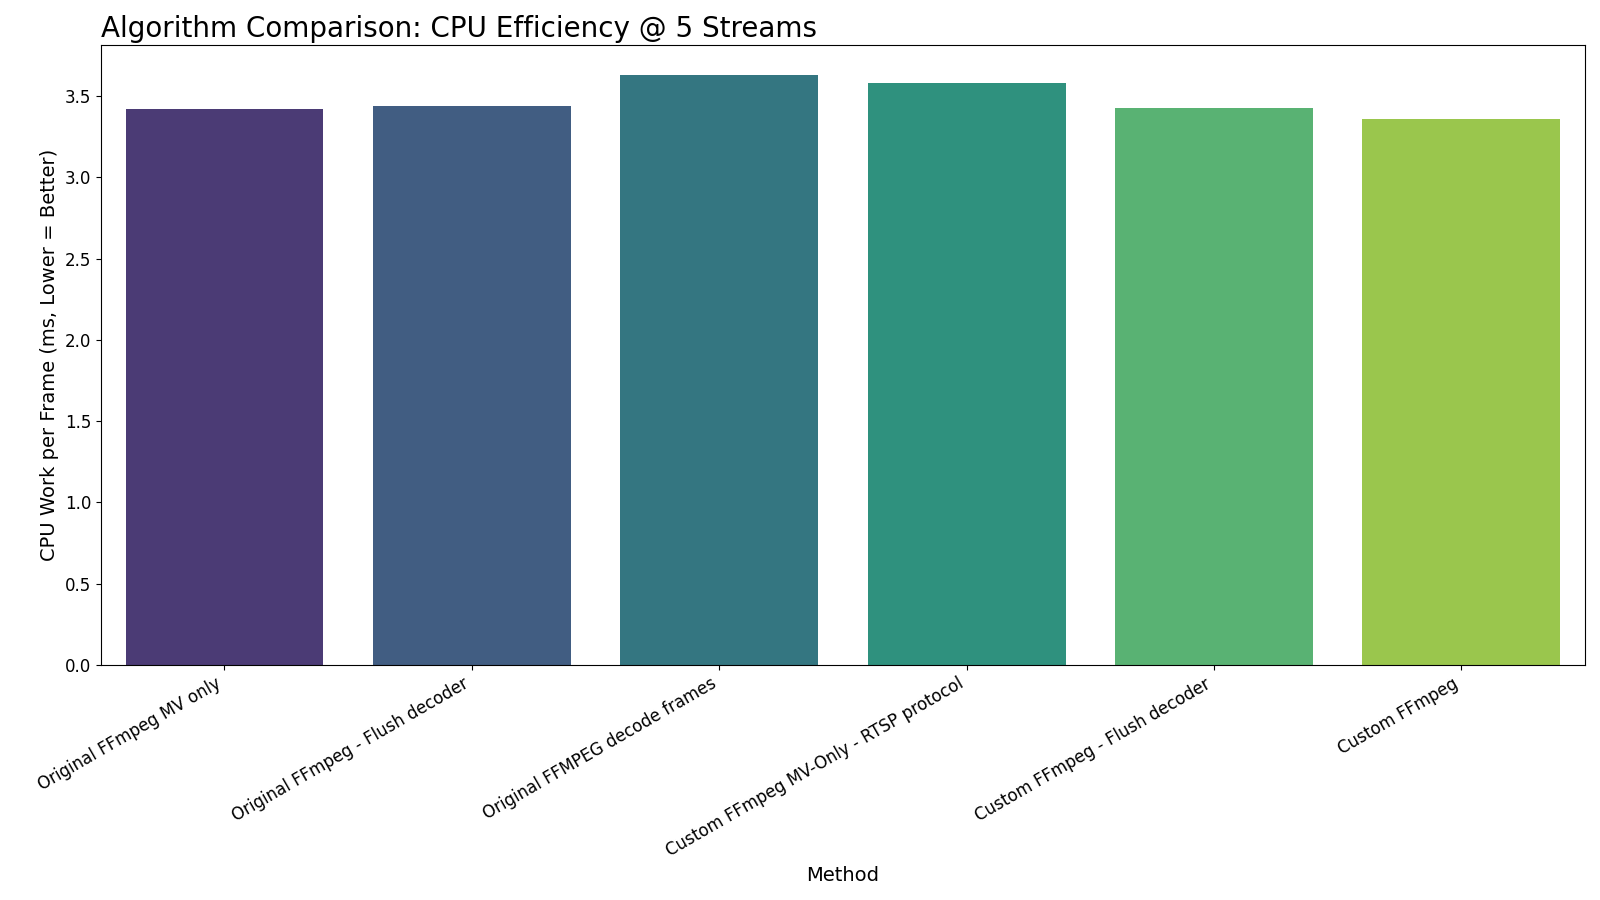 Algorithm Comparison: CPU Efficiency @ 5 Streams
CPU Work per Frame (ms, Lower = Better)
3.5
3.0
2.5
2.0
1.5
1.0
0.5
0.0
Original FFmpeg MV only
Original FFmpeg - Flush decoder
Original FFMPEG decode frames
Custom FFmpeg MV-Only - RTSP protocol
Custom FFmpeg - Flush decoder
Custom FFmpeg
Method